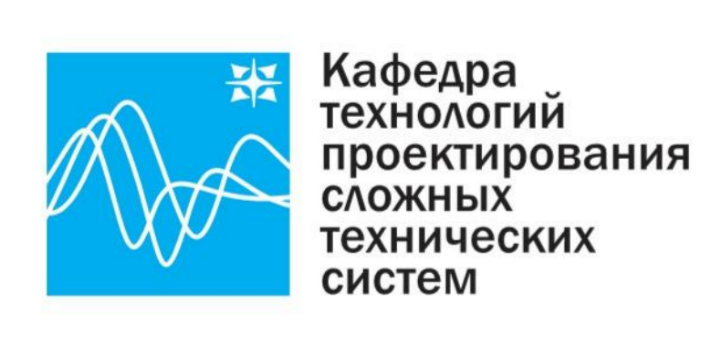 Кафедра
технологий
проектирования
сложных
технических
систем